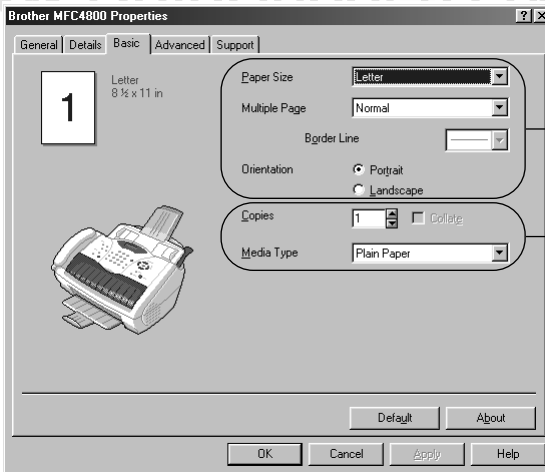 Brother MFC4800 Properties
General Details Basic Advanced Support
1
Letter
8 ½ x 11 in
Paper Size Letter
Multiple Page Normal
Border Line
Orientation Portrait
Landscape
Copies 1 Collate
Media Type Plain Paper
Default About
OK Cancel Apply Help